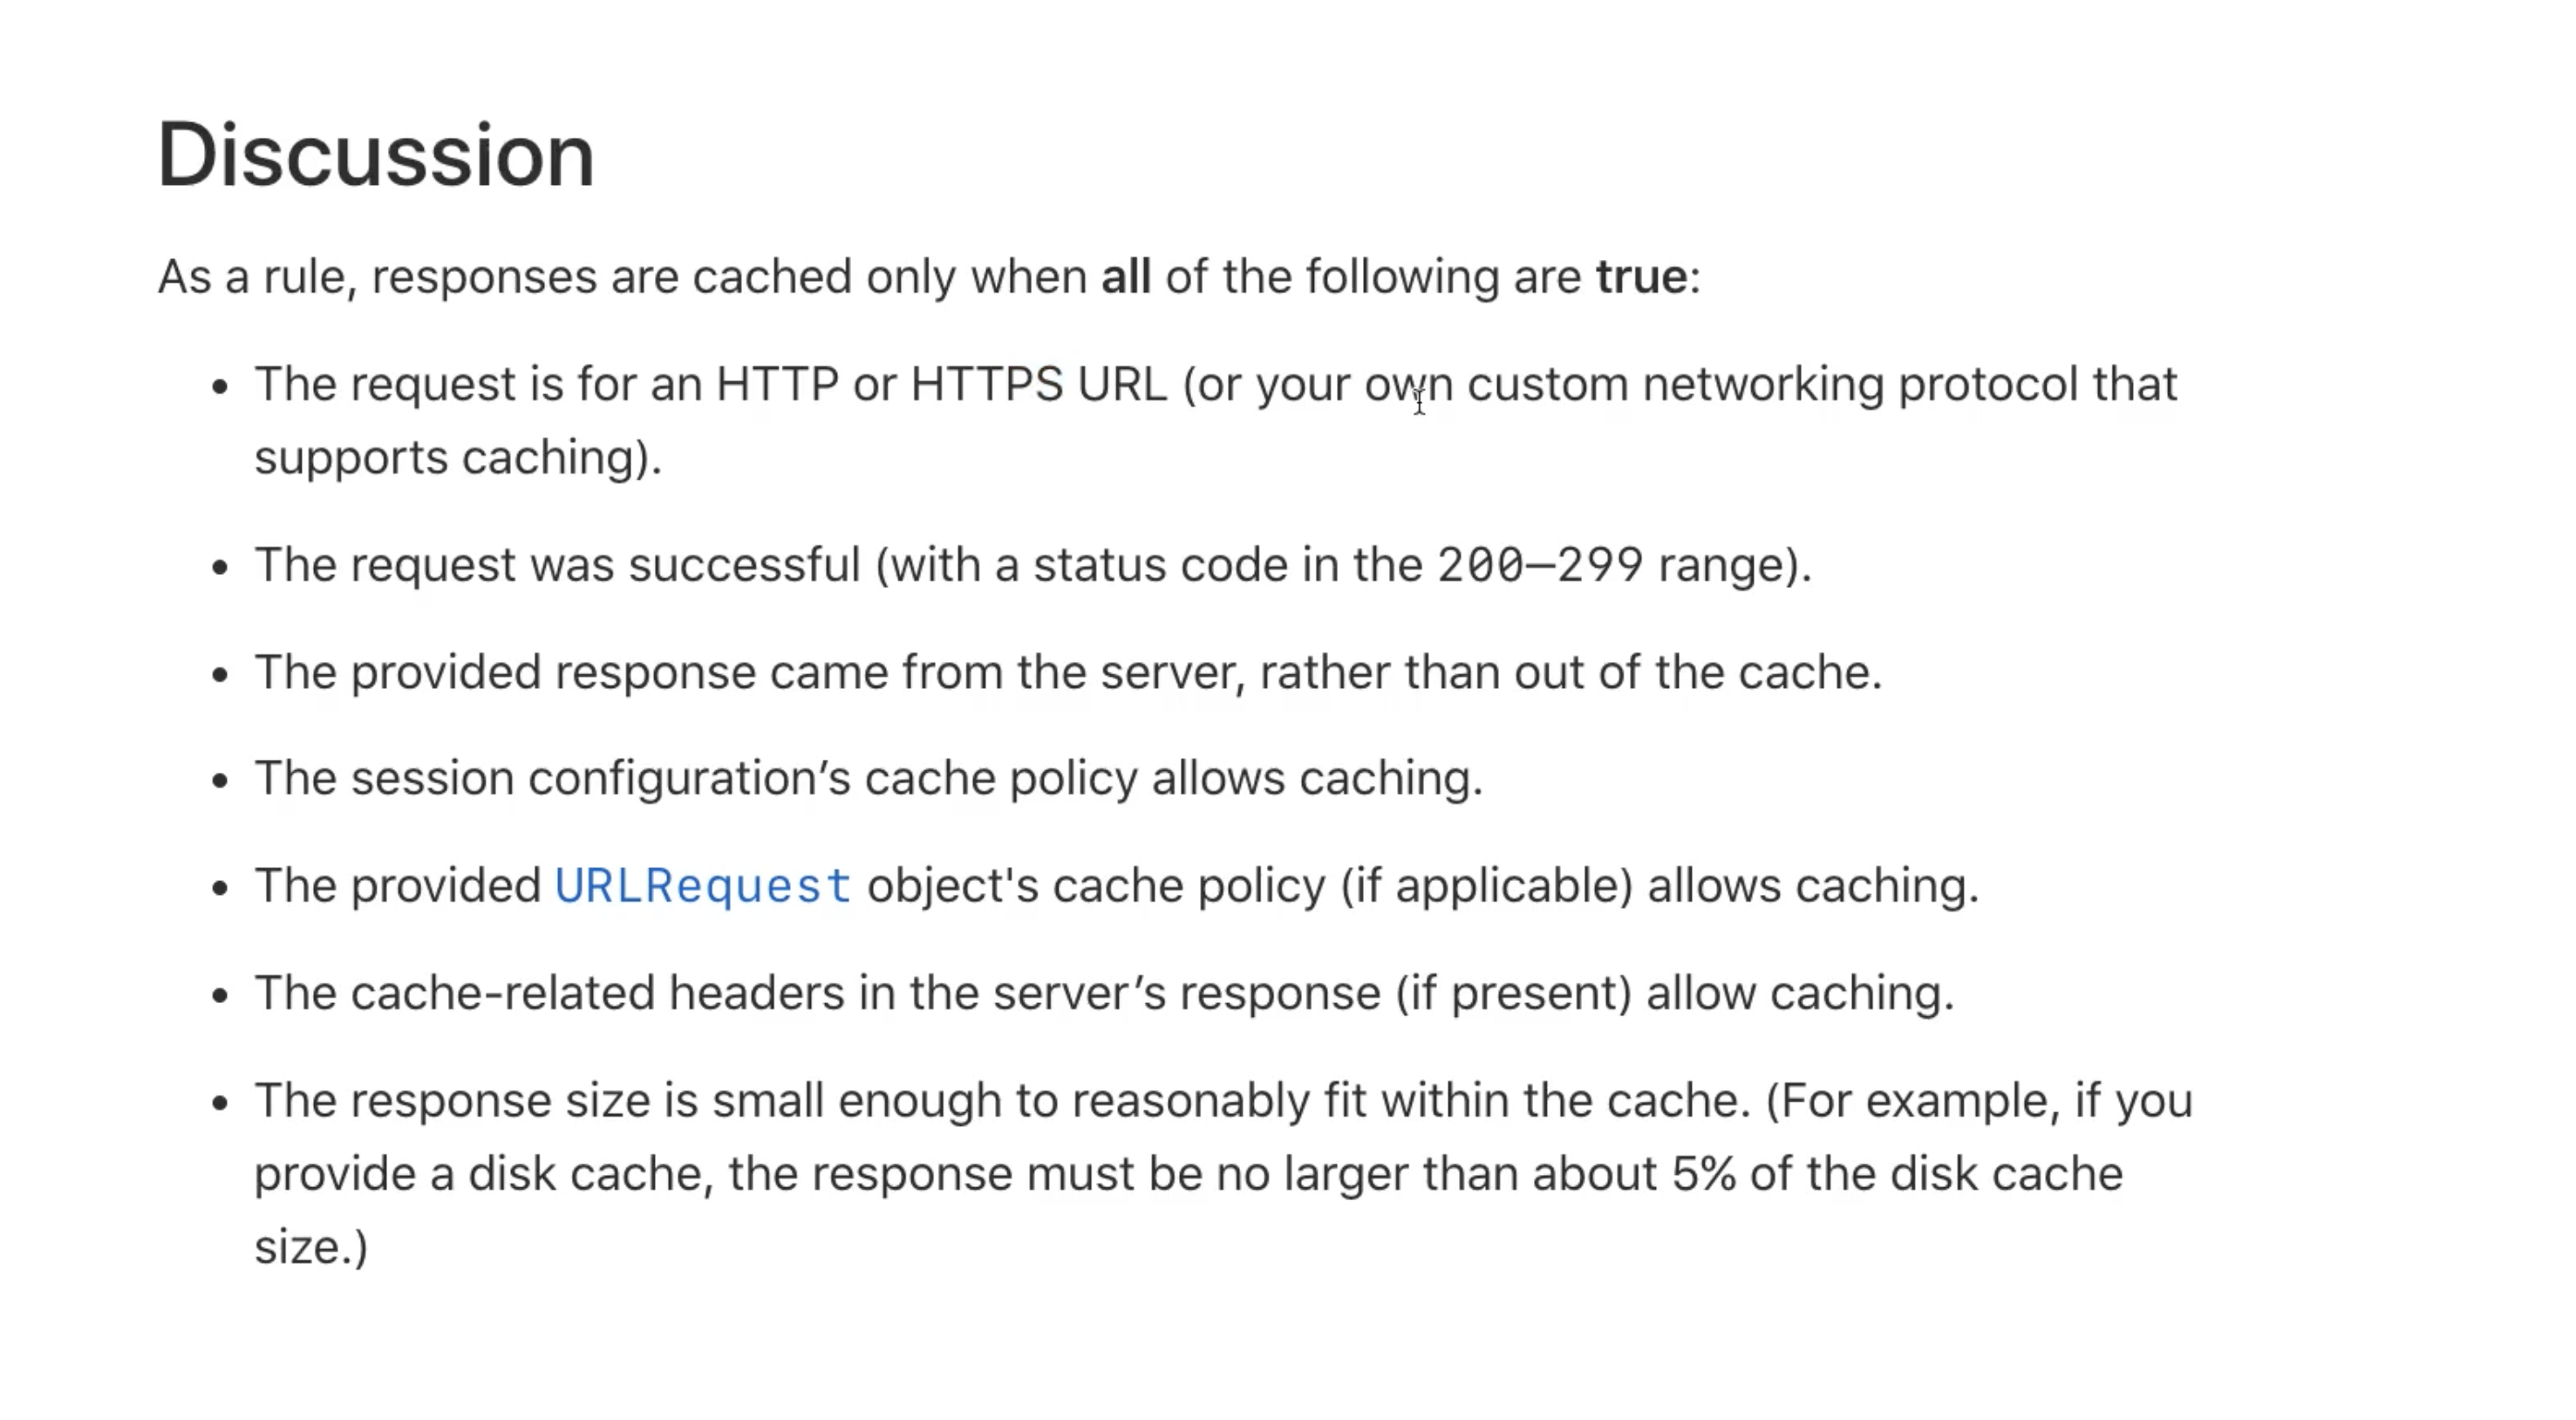 Discussion
As a rule, responses are cached only when all of the following are true:
• The request is for an HTTP or HTTPS URL (or your own custom networking protocol that
supports caching).
• The request was successful (with a status code in the 200–299 range).
• The provided response came from the server, rather than out of the cache.
• The session configuration’s cache policy allows caching.
• The provided URLRequest object's cache policy (if applicable) allows caching.
• The cache-related headers in the server’s response (if present) allow caching.
• The response size is small enough to reasonably fit within the cache. (For example, if you
provide a disk cache, the response must be no larger than about 5% of the disk cache
size.)